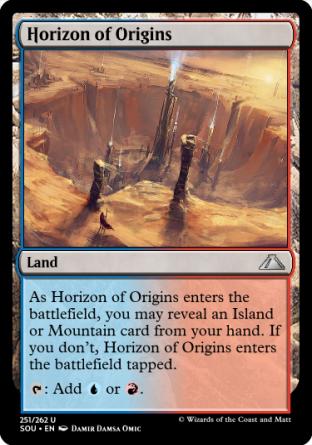 Horizon of Origins
Land
As Horizon of Origins enters the
battlefield, you may reveal an Island
or Mountain card from your hand. If
you don't, Horizon of Origins enters
the battlefield tapped.
: Add or .
251/262 U
SOU • EN Damir Damsa Omic
© Wizards of the Coast and Matt